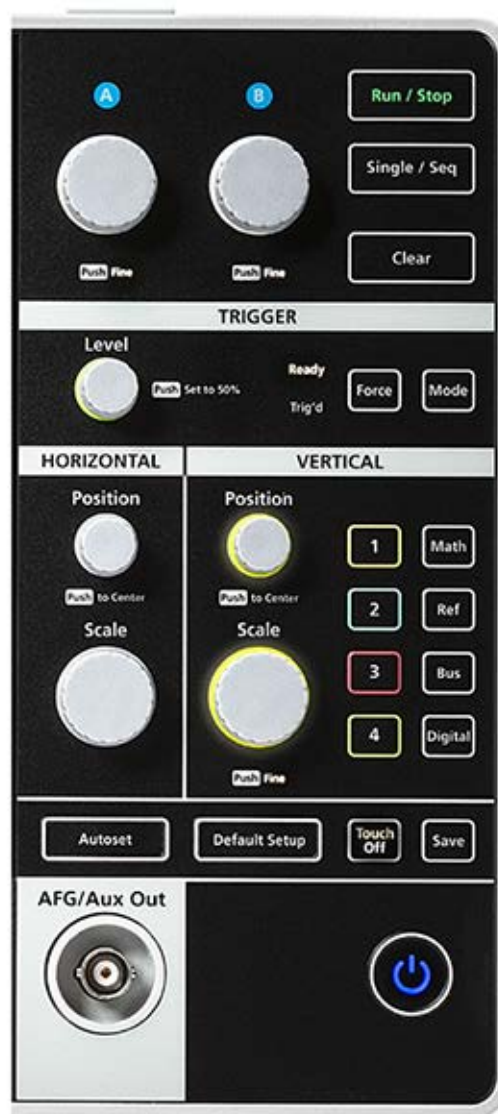 A
B
Run / Stop
Single / Seq
Push Fine
Push Fine
Clear
TRIGGER
Level
Push Set to 50%
Ready
Trig'd
Force
Mode
HORIZONTAL
VERTICAL
Position
Position
1
Math
Push to Center
Push to Center
2
Ref
Scale
Scale
3
Bus
4
Digital
Push Fine
Autoset
Default Setup
Touch
Off
Save
AFG/Aux Out